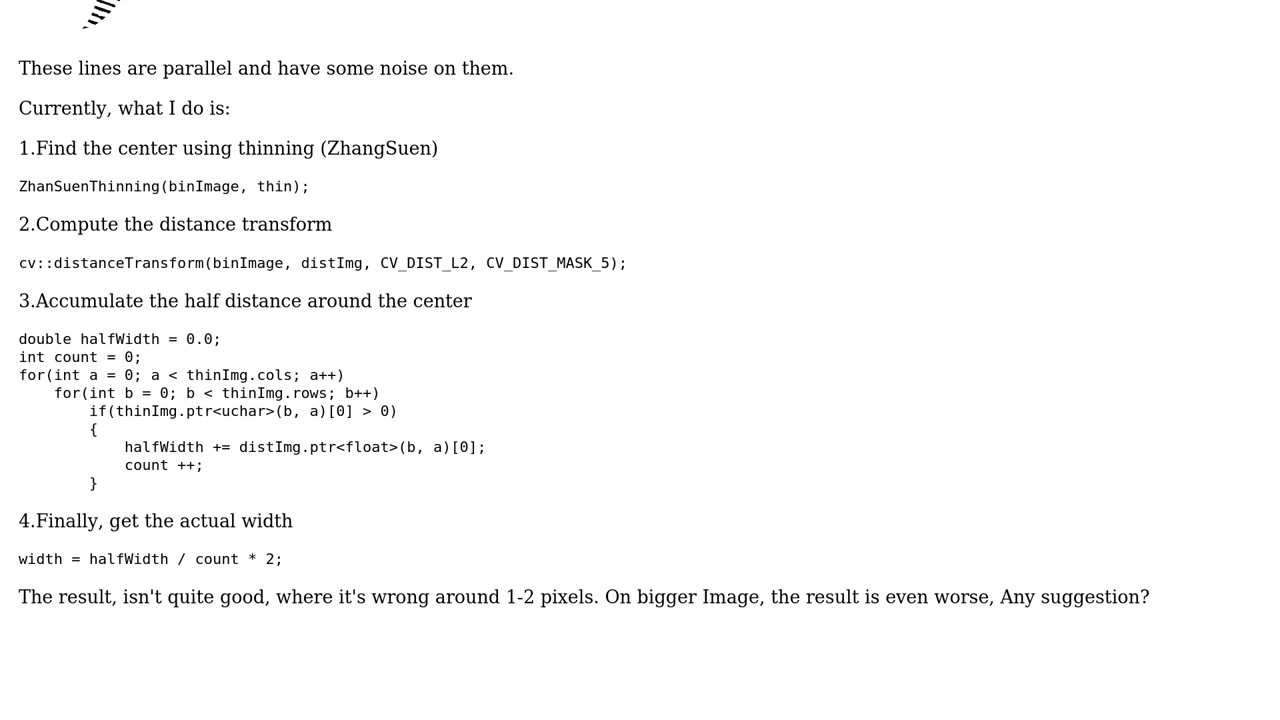 These lines are parallel and have some noise on them.
Currently, what I do is:
1.Find the center using thinning (ZhangSuen)
ZhanSuenThinning(binImage, thin);
2.Compute the distance transform
cv::distanceTransform(binImage, distImg, CV_DIST_L2, CV_DIST_MASK_5);
3.Accumulate the half distance around the center
double halfWidth = 0.0;
int count = 0;
for(int a = 0; a < thinImg.cols; a++)
    for(int b = 0; b < thinImg.rows; b++)
        if(thinImg.ptr<uchar>(b, a)[0] > 0)
        {
            halfWidth += distImg.ptr<float>(b, a)[0];
            count ++;
        }
4.Finally, get the actual width
width = halfWidth / count * 2;
The result, isn't quite good, where it's wrong around 1-2 pixels. On bigger Image, the result is even worse, Any suggestion?